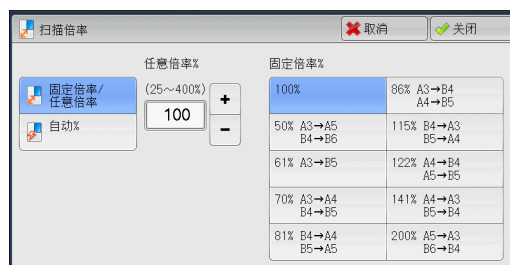 扫描倍率
取消
关闭
任意倍率%
固定倍率%
固定倍率/
任意倍率
自动%
(25～400%)
100
+
−
100%
86% A3→B4
A4→B5
50% A3→A5
B4→B6
115% B4→A3
B5→A4
61% A3→B5
122% A4→B4
A5→B5
70% A3→A4
B4→B5
141% A4→A3
B5→B4
81% B4→A4
B5→A5
200% A5→A3
B6→B4